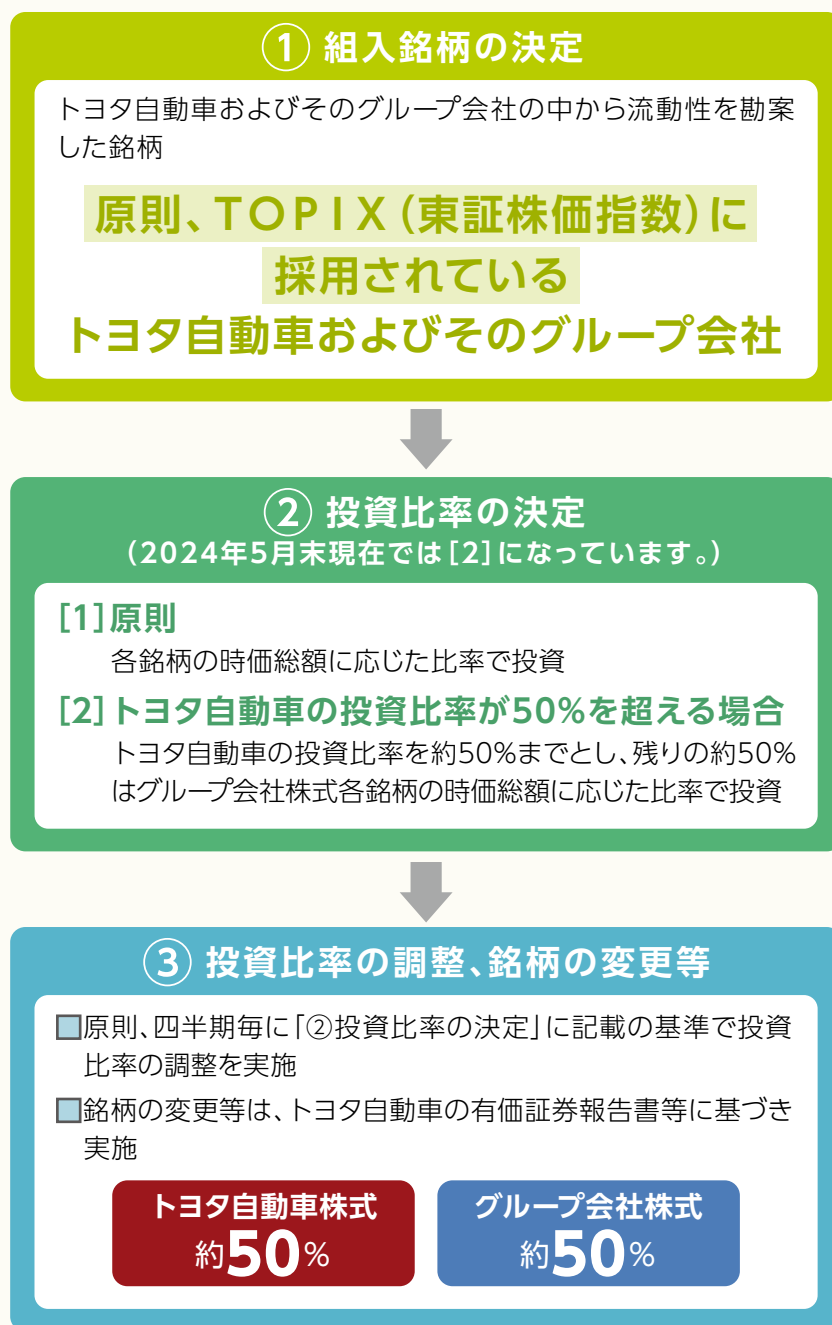 ① 組入銘柄の決定
トヨタ自動車およびそのグループ会社の中から流動性を勘案
した銘柄
原則、TOPIX(東証株価指数)に
採用されている
トヨタ自動車およびそのグループ会社
② 投資比率の決定
(2024年5月末現在では[2]になっています。)
[1]原則
各銘柄の時価総額に応じた比率で投資
[2]トヨタ自動車の投資比率が50%を超える場合
トヨタ自動車の投資比率を約50%までとし、残りの約50%
はグループ会社株式各銘柄の時価総額に応じた比率で投資
③ 投資比率の調整、銘柄の変更等
■原則、四半期毎に「②投資比率の決定」に記載の基準で投資
比率の調整を実施
■銘柄の変更等は、トヨタ自動車の有価証券報告書等に基づき
実施
トヨタ自動車株式
約50%
グループ会社株式
約50%